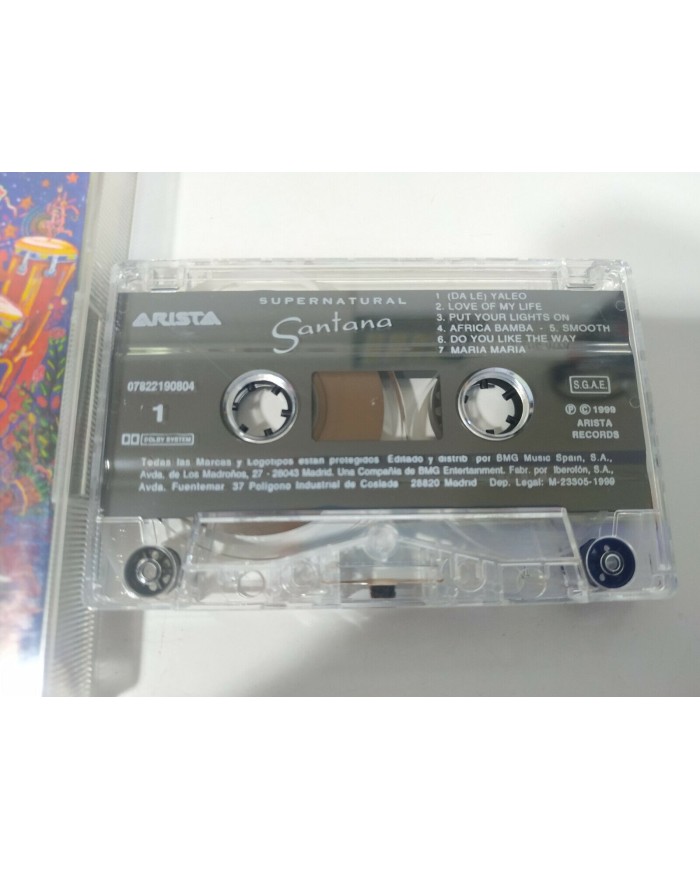 ARISTA
SUPERNATURAL
Santana
1 (DA LE) YALEO
2. LOVE OF MY LIFE
3. PUT YOUR LIGHTS ON
4. AFRICA BAMBA - 5. SMOOTH
6. DO YOU LIKE THE WAY
7 MARIA MARIA
07822190804
1
DOLBY SYSTEM
S.G.A.E.
Ⓟ © 1999
ARISTA
RECORDS
Todas las Marcas y Logotipos estan protegidos Editado y distrib por BMG Music Spain, S.A.,
Avda. de Los Madroños, 27 - 28043 Madrid. Una Compañia de BMG Entertainment. Fabr. por Iberofón, S.A.,
Avda. Fuentemar 37 Poligono Industrial de Coslada 28820 Madrid Dep. Legal: M-23305-1999